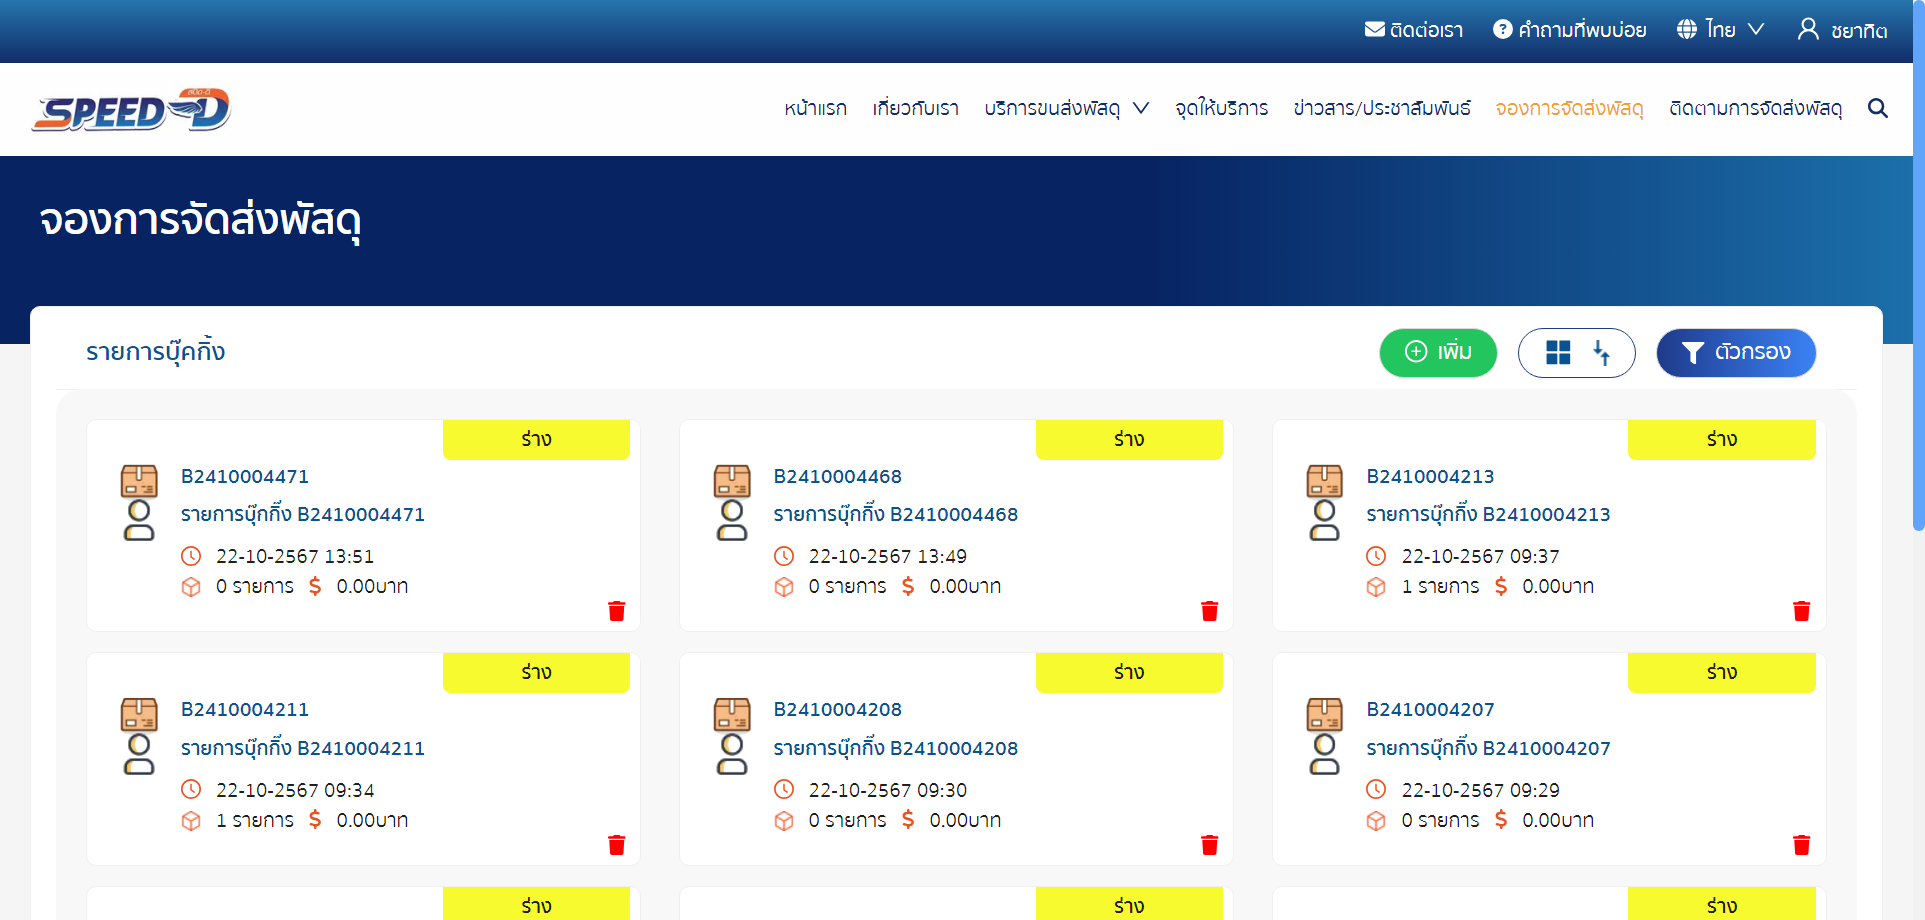 ติดต่อเรา คำถามที่พบบ่อย ไทย ชยาทิต
สปีด-ดี
SPEED-D
หน้าแรก เกี่ยวกับเรา บริการขนส่งพัสดุ จุดให้บริการ ข่าวสาร/ประชาสัมพันธ์ จองการจัดส่งพัสดุ ติดตามการจัดส่งพัสดุ
จองการจัดส่งพัสดุ
รายการบุ๊คกิ้ง เพิ่ม ตัวกรอง
ร่าง ร่าง ร่าง
B2410004471 B2410004468 B2410004213
รายการบุ๊กกิ้ง B2410004471 รายการบุ๊กกิ้ง B2410004468 รายการบุ๊กกิ้ง B2410004213
22-10-2567 13:51 22-10-2567 13:49 22-10-2567 09:37
0 รายการ $ 0.00บาท 0 รายการ $ 0.00บาท 1 รายการ $ 0.00บาท
ร่าง ร่าง ร่าง
B2410004211 B2410004208 B2410004207
รายการบุ๊กกิ้ง B2410004211 รายการบุ๊กกิ้ง B2410004208 รายการบุ๊กกิ้ง B2410004207
22-10-2567 09:34 22-10-2567 09:30 22-10-2567 09:29
1 รายการ $ 0.00บาท 0 รายการ $ 0.00บาท 0 รายการ $ 0.00บาท
ร่าง ร่าง ร่าง